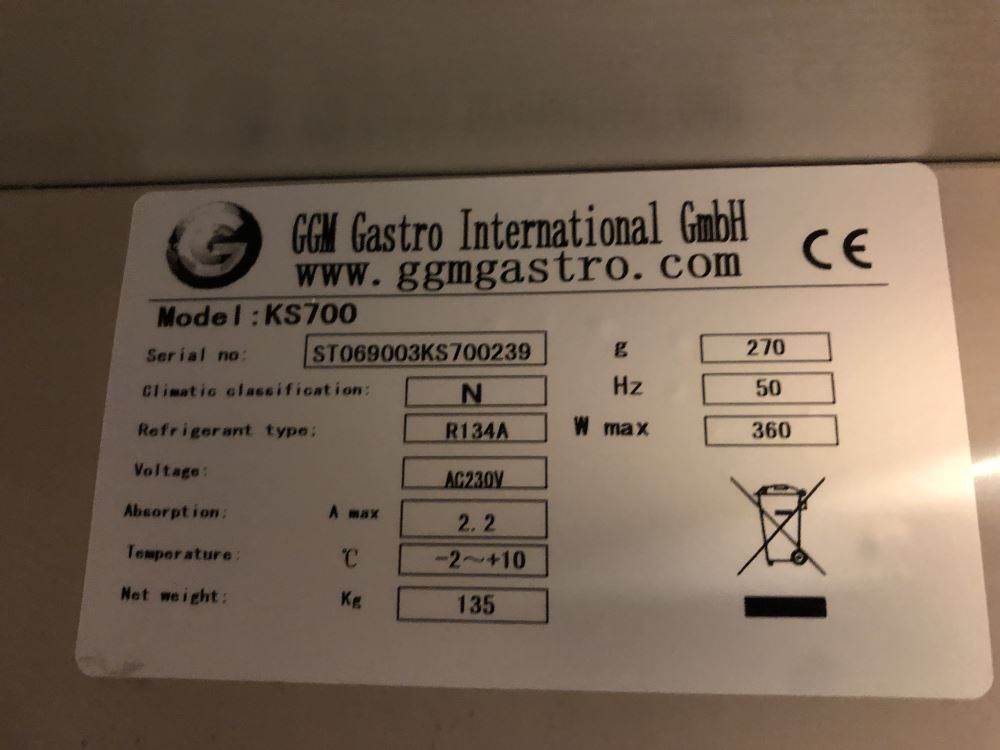 G GGM Gastro International GmbH
www.ggmgastro.com CE
Model:KS700
Serial no: ST069003KS700239 g 270
Climatic classification: N Hz 50
Refrigerant type: R134A W max 360
Voltage: AC230V
Absorption: A max 2.2
Temperature: ℃ -2～+10
Net weight: Kg 135